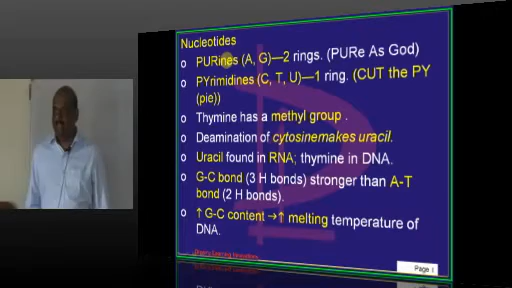 Nucleotides
o PURines (A, G)—2 rings. (PURe As God)
o PYrimidines (C, T, U)—1 ring. (CUT the PY
(pie))
o Thymine has a methyl group .
o Deamination of cytosinemakes uracil.
o Uracil found in RNA; thymine in DNA.
o G-C bond (3 H bonds) stronger than A-T
bond (2 H bonds).
o ↑ G-C content →↑ melting temperature of
DNA.
Page 1